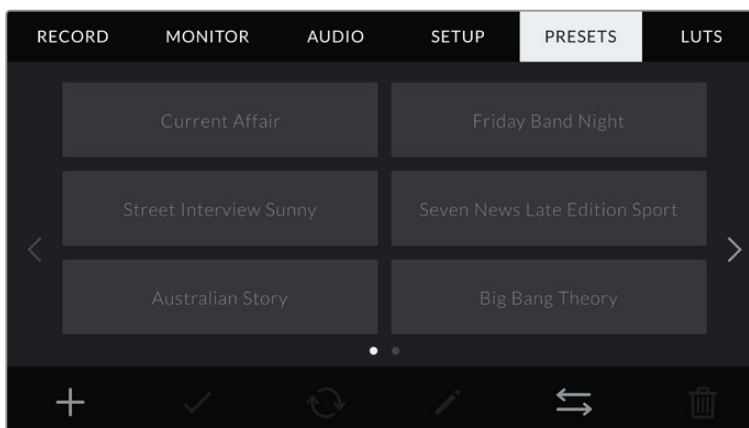 RECORD MONITOR AUDIO SETUP PRESETS LUTS
Current Affair Friday Band Night
Street Interview Sunny Seven News Late Edition Sport
Australian Story Big Bang Theory